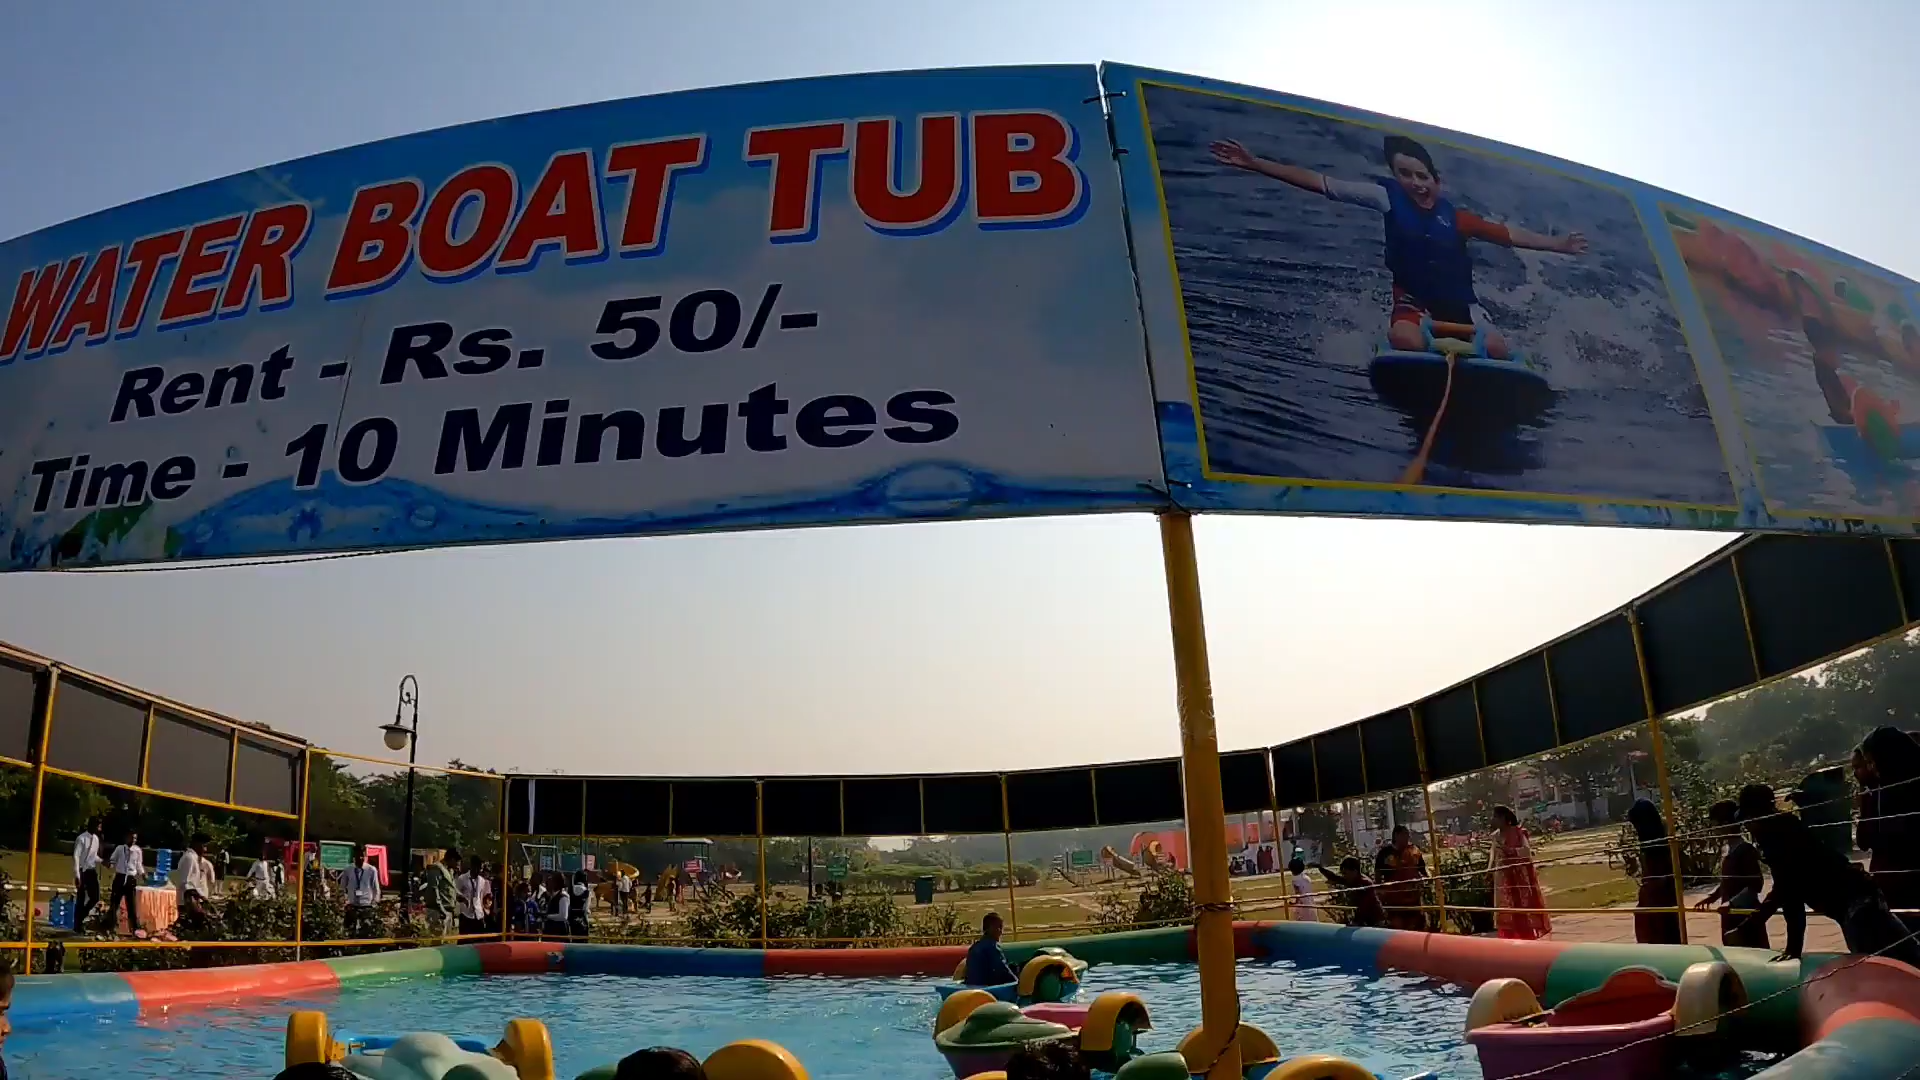 WATER BOAT TUB
Rent - Rs. 50/-
Time - 10 Minutes